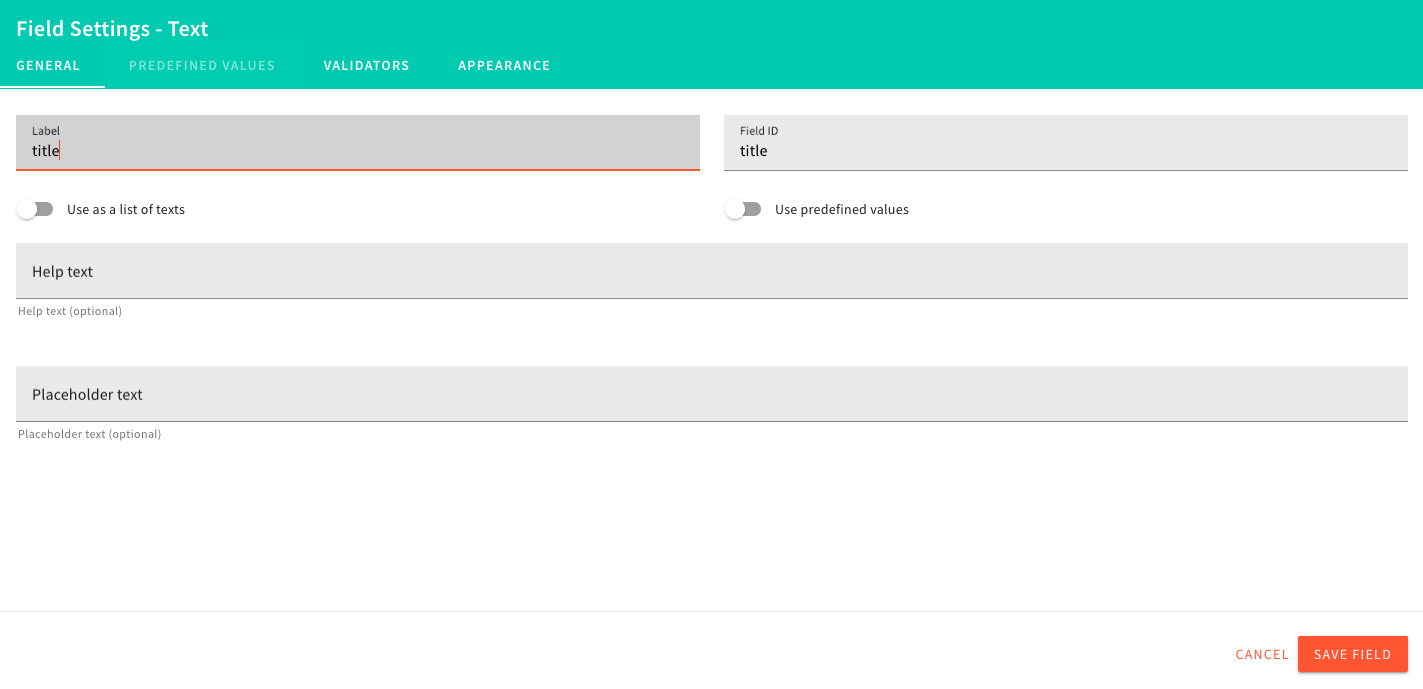 Field Settings - Text
GENERAL PREDEFINED VALUES VALIDATORS APPEARANCE
Label
title
Field ID
title
Use as a list of texts
Use predefined values
Help text
Help text (optional)
Placeholder text
Placeholder text (optional)
CANCEL SAVE FIELD